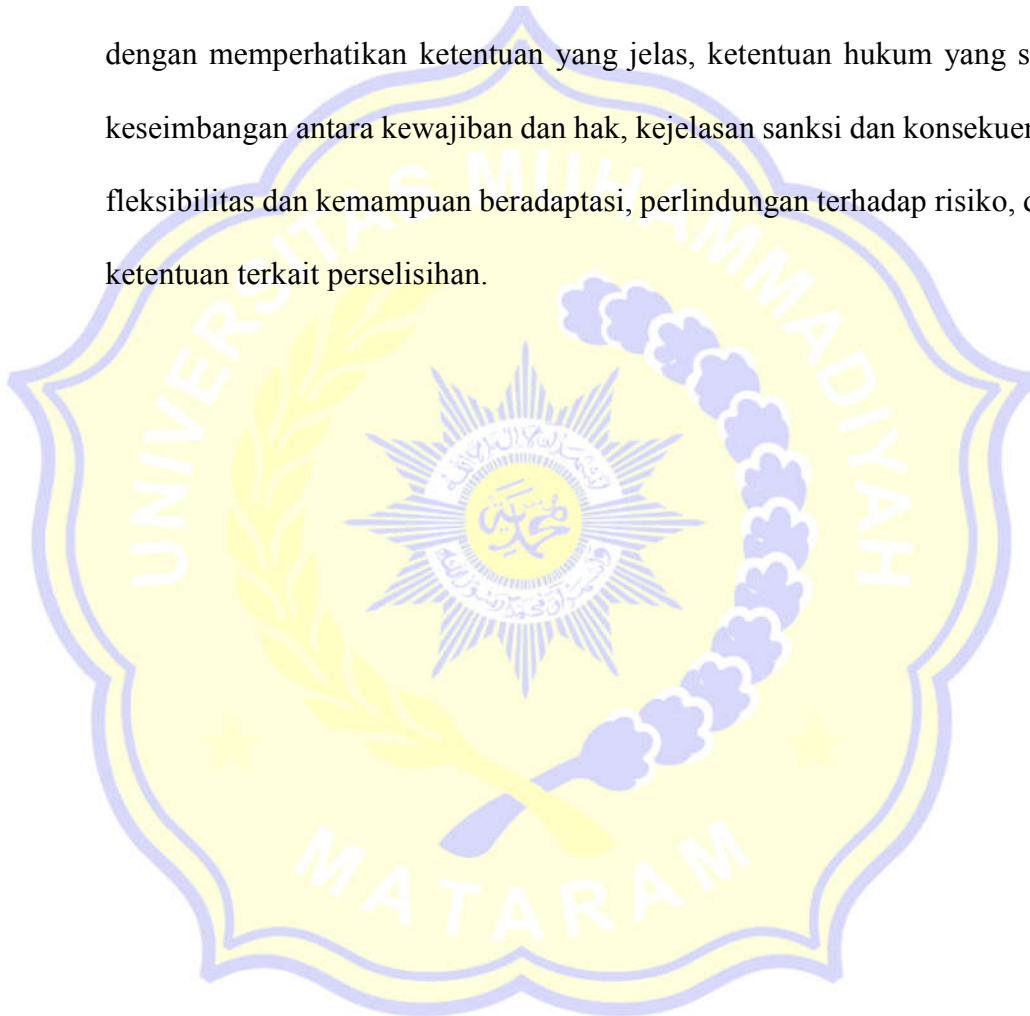 dengan memperhatikan ketentuan yang jelas, ketentuan hukum yang s
keseimbangan antara kewajiban dan hak, kejelasan sanksi dan konsekuen
fleksibilitas dan kemampuan beradaptasi, perlindungan terhadap risiko, d
ketentuan terkait perselisihan.
UNIVERSITAS MUHAMMADIYAH
MATARAM